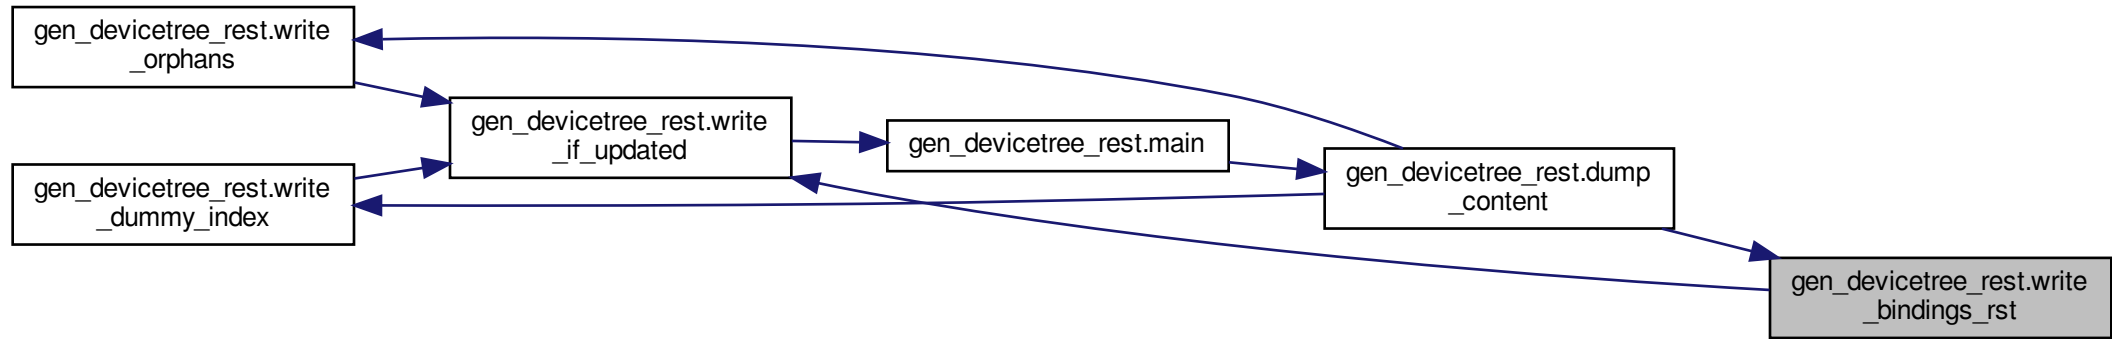 gen_devicetree_rest.write
_orphans
gen_devicetree_rest.write
_dummy_index
gen_devicetree_rest.write
_if_updated
gen_devicetree_rest.main
gen_devicetree_rest.dump
_content
gen_devicetree_rest.write
_bindings_rst